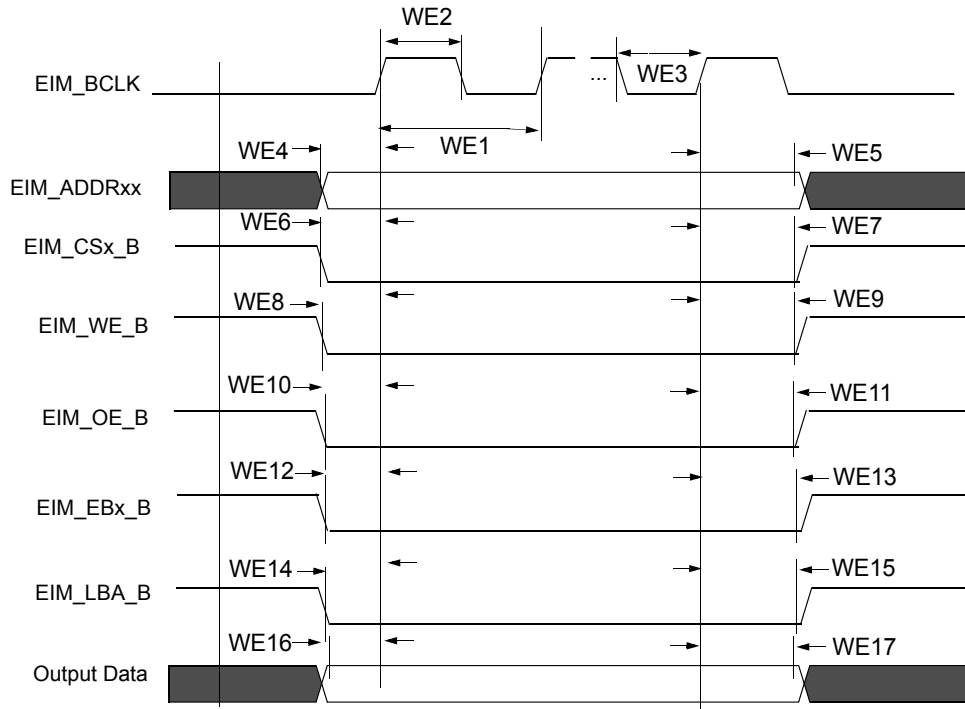 WE2
EIM_BCLK
...
WE3
WE4
WE1
WE5
EIM_ADDRxx
WE6
WE7
EIM_CSx_B
WE8
WE9
EIM_WE_B
WE10
WE11
EIM_OE_B
WE12
WE13
EIM_EBx_B
WE14
WE15
EIM_LBA_B
WE16
WE17
Output Data